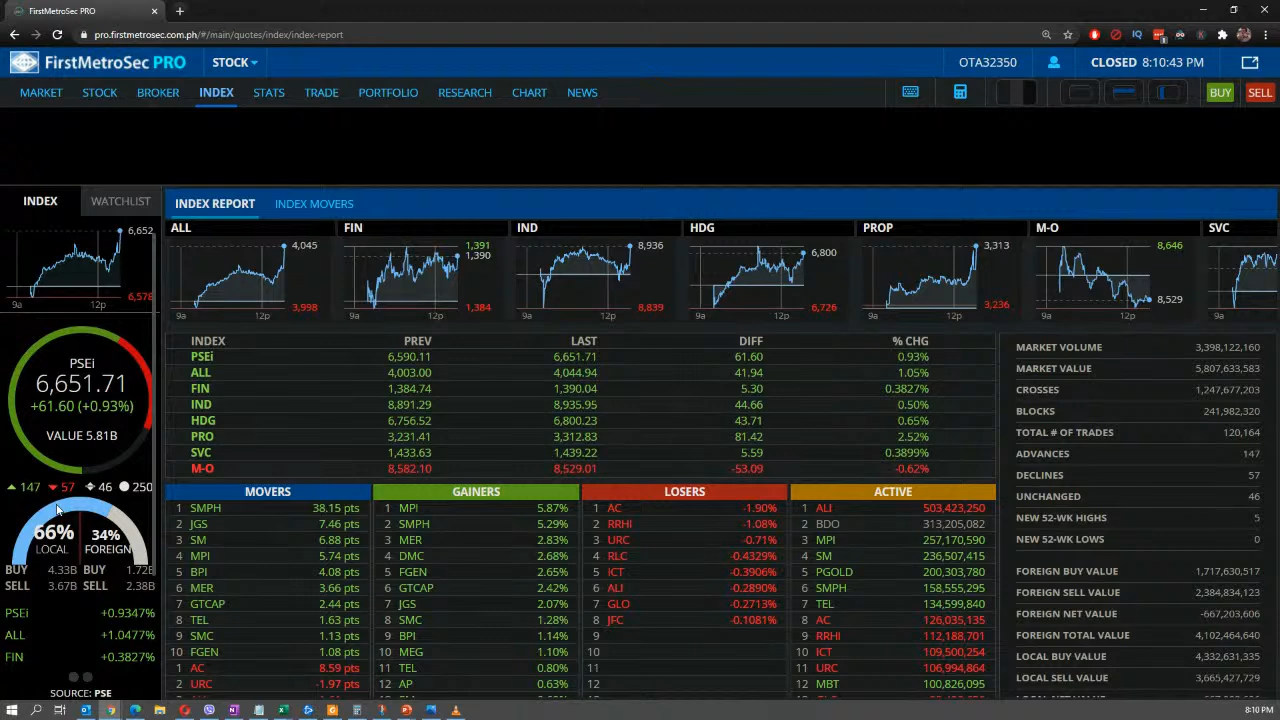 FirstMetroSec PRO
pro.firstmetrosec.com.ph/#/main/quotes/index/index-report
FirstMetroSec PRO STOCK OTA32350 CLOSED 8:10:43 PM
MARKET STOCK BROKER INDEX STATS TRADE PORTFOLIO RESEARCH CHART NEWS BUY SELL
INDEX WATCHLIST INDEX REPORT INDEX MOVERS
ALL FIN IND HDG PROP M-O SVC
6,652 4,045 1,391 8,936 6,800 3,313 8,646
1,390
6,578 3,998 1,384 8,839 6,726 3,236 8,529
9a 12p 9a 12p 9a 12p 9a 12p 9a 12p 9a 12p 9a 12p 9a
PSEi
6,651.71
+61.60 (+0.93%)
VALUE 5.81B
147 57 46 250
66% LOCAL 34% FOREIGN
BUY 4.33B BUY 1.72B
SELL 3.67B SELL 2.38B
PSEi +0.9347%
ALL +1.0477%
FIN +0.3827%
SOURCE: PSE
INDEX PREV LAST DIFF % CHG
PSEi 6,590.11 6,651.71 61.60 0.93%
ALL 4,003.00 4,044.94 41.94 1.05%
FIN 1,384.74 1,390.04 5.30 0.3827%
IND 8,891.29 8,935.95 44.66 0.50%
HDG 6,756.52 6,800.23 43.71 0.65%
PRO 3,231.41 3,312.83 81.42 2.52%
SVC 1,433.63 1,439.22 5.59 0.3899%
M-O 8,582.10 8,529.01 -53.09 -0.62%
MOVERS GAINERS LOSERS ACTIVE
1 SMPH 38.15 pts 1 MPI 5.87% 1 AC -1.90% 1 ALI 503,423,250
2 JGS 7.46 pts 2 SMPH 5.29% 2 RRHI -1.08% 2 BDO 313,205,082
3 SM 6.88 pts 3 MER 2.83% 3 URC -0.71% 3 MPI 257,170,590
4 MPI 5.74 pts 4 DMC 2.68% 4 RLC -0.4329% 4 SM 236,507,415
5 BPI 4.08 pts 5 FGEN 2.65% 5 ICT -0.3906% 5 PGOLD 200,303,780
6 MER 3.66 pts 6 GTCAP 2.42% 6 ALI -0.2890% 6 SMPH 158,555,295
7 GTCAP 2.44 pts 7 JGS 2.07% 7 GLO -0.2713% 7 TEL 134,599,840
8 TEL 1.63 pts 8 SMC 1.28% 8 JFC -0.1081% 8 AC 126,035,135
9 SMC 1.13 pts 9 BPI 1.14% 9 9 RRHI 112,188,701
10 FGEN 1.08 pts 10 MEG 1.10% 10 10 ICT 109,500,254
1 AC 8.59 pts 11 TEL 0.80% 11 11 URC 106,994,864
2 URC -1.97 pts 12 AP 0.63% 12 12 MBT 100,826,095
MARKET VOLUME 3,398,122,160
MARKET VALUE 5,807,633,583
CROSSES 1,247,677,203
BLOCKS 241,982,320
TOTAL # OF TRADES 120,164
ADVANCES 147
DECLINES 57
UNCHANGED 46
NEW 52-WK HIGHS 5
NEW 52-WK LOWS 0
FOREIGN BUY VALUE 1,717,630,517
FOREIGN SELL VALUE 2,384,834,123
FOREIGN NET VALUE -667,203,606
FOREIGN TOTAL VALUE 4,102,464,640
LOCAL BUY VALUE 4,332,631,335
LOCAL SELL VALUE 3,665,427,729
8:10 PM